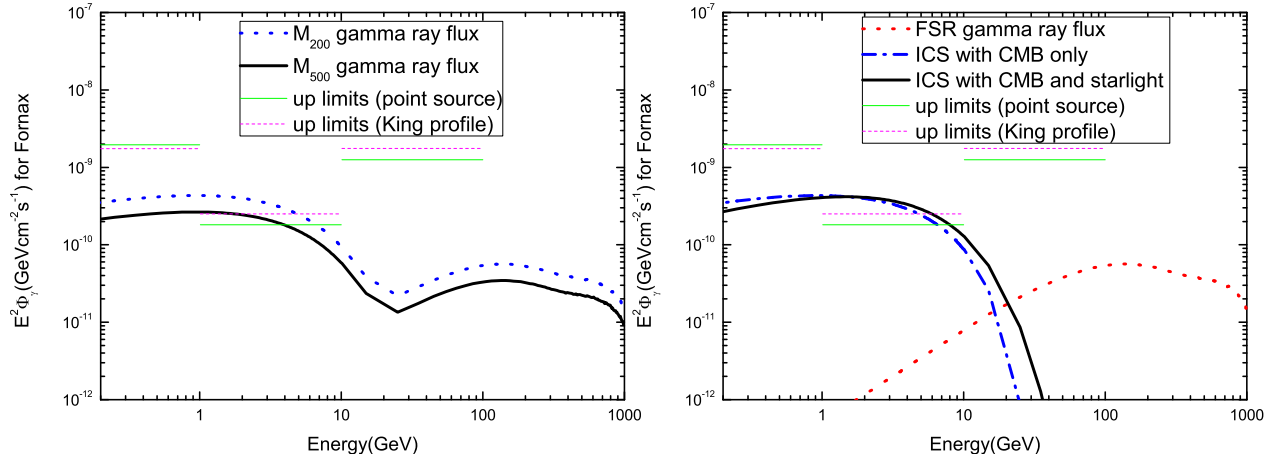 M200 gamma ray flux
M500 gamma ray flux
up limits (point source)
up limits (King profile)
E²Φγ(GeVcm⁻²s⁻¹) for Fornax
10⁻⁷
10⁻⁸
10⁻⁹
10⁻¹⁰
10⁻¹¹
10⁻¹²
1
10
100
1000
Energy(GeV)
FSR gamma ray flux
ICS with CMB only
ICS with CMB and starlight
up limits (point source)
up limits (King profile)
E²Φγ(GeVcm⁻²s⁻¹) for Fornax
10⁻⁷
10⁻⁸
10⁻⁹
10⁻¹⁰
10⁻¹¹
10⁻¹²
1
10
100
1000
Energy(GeV)